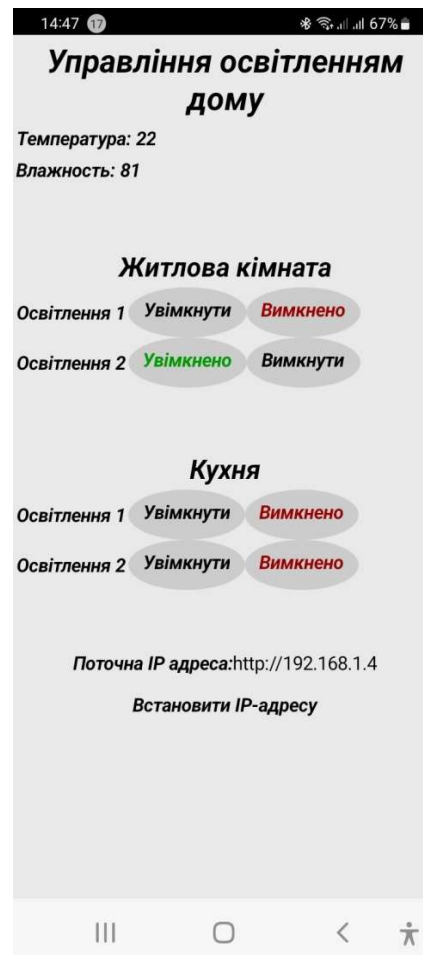 14:47 17 67%
Управління освітленням
дому
Температура: 22
Влажность: 81
Житлова кімната
Освітлення 1 Увімкнути Вимкнено
Освітлення 2 Увімкнено Вимкнути
Кухня
Освітлення 1 Увімкнути Вимкнено
Освітлення 2 Увімкнути Вимкнено
Поточна IP адреса:http://192.168.1.4
Встановити IP-адресу